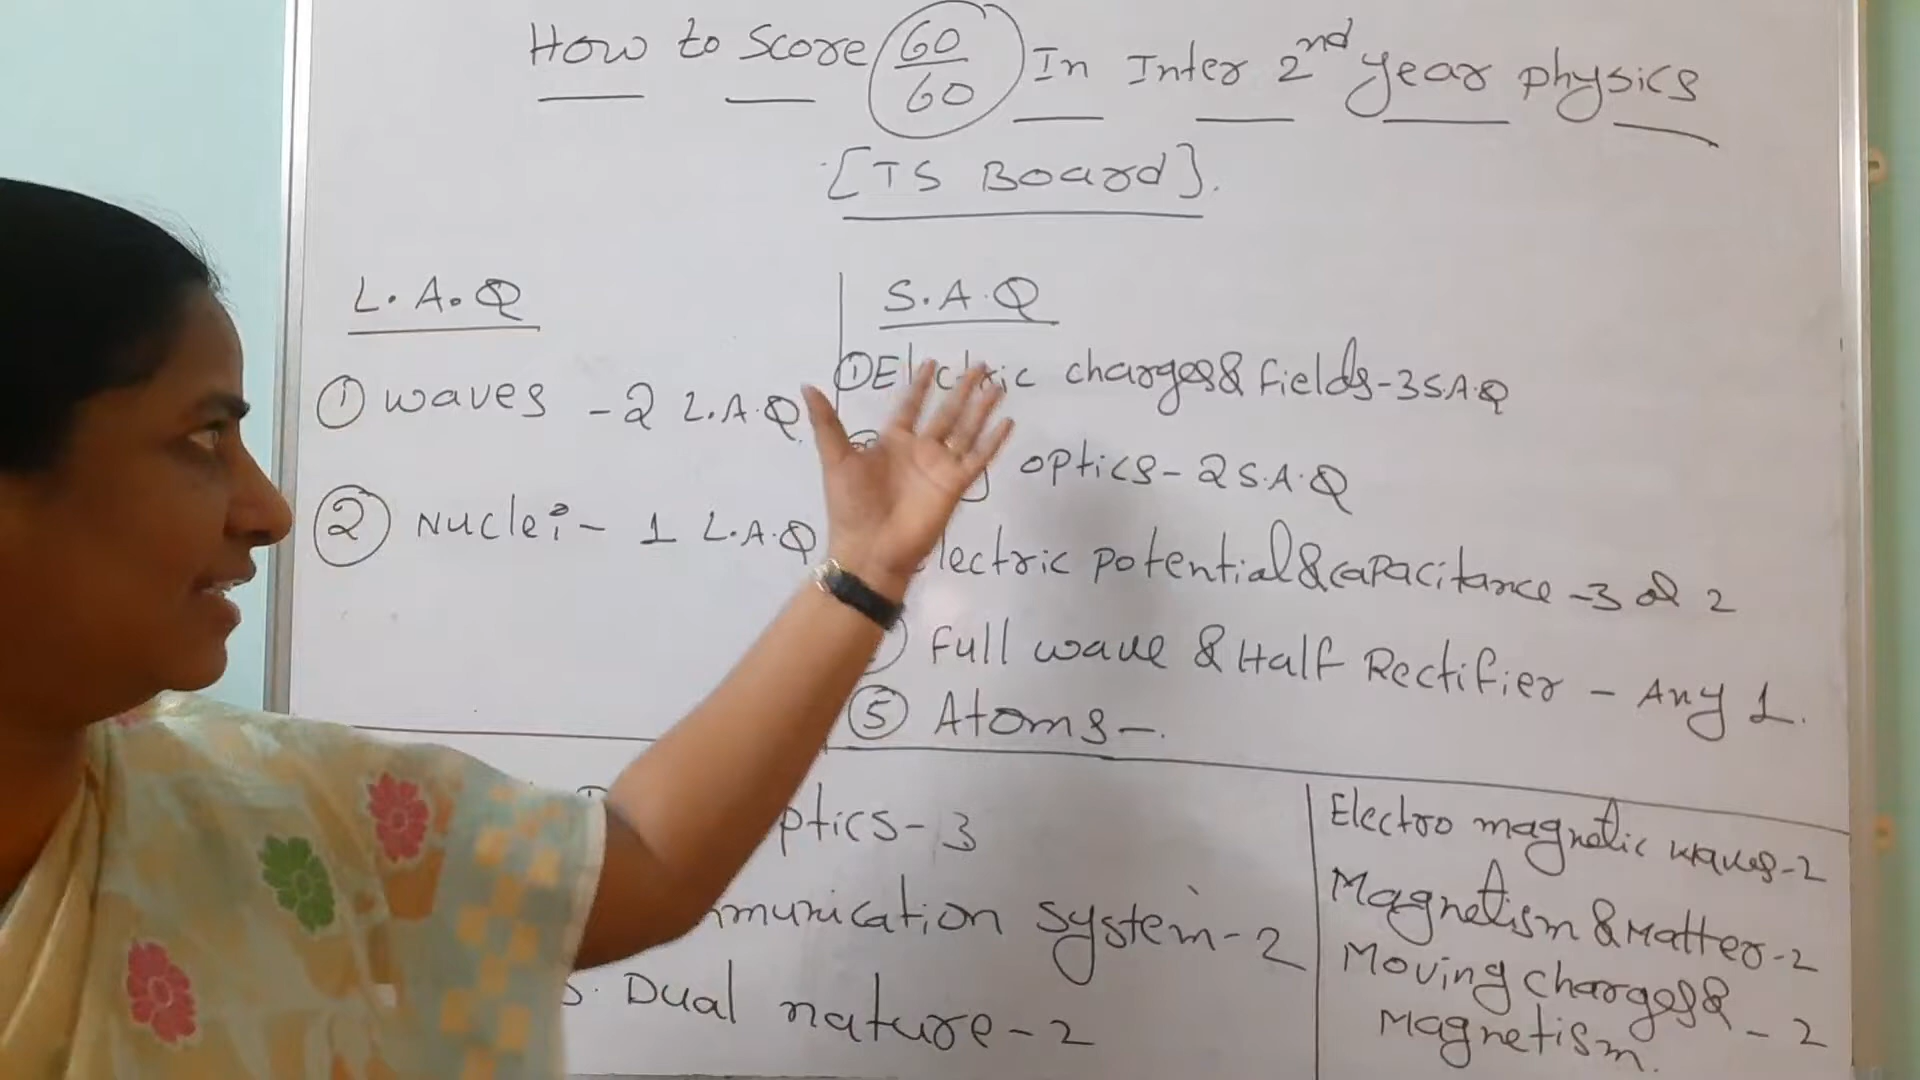 How to Score 60/60 In Inter 2nd year physics
[TS Board].
L.A.Q
① waves - 2 L.A.Q
② Nuclei - 1 L.A.Q
S.A.Q
① Electric charges & Fields - 3 S.A.Q
optics - 2 S.A.Q
lectric potential & capacitance - 3 or 2
Full wave & Half Rectifier - Any 1.
⑤ Atoms -.
ptics - 3
mmunication system - 2
Dual nature - 2
Electro magnetic waves - 2
Magnetism & Matter - 2
Moving charges & - 2
Magnetism.